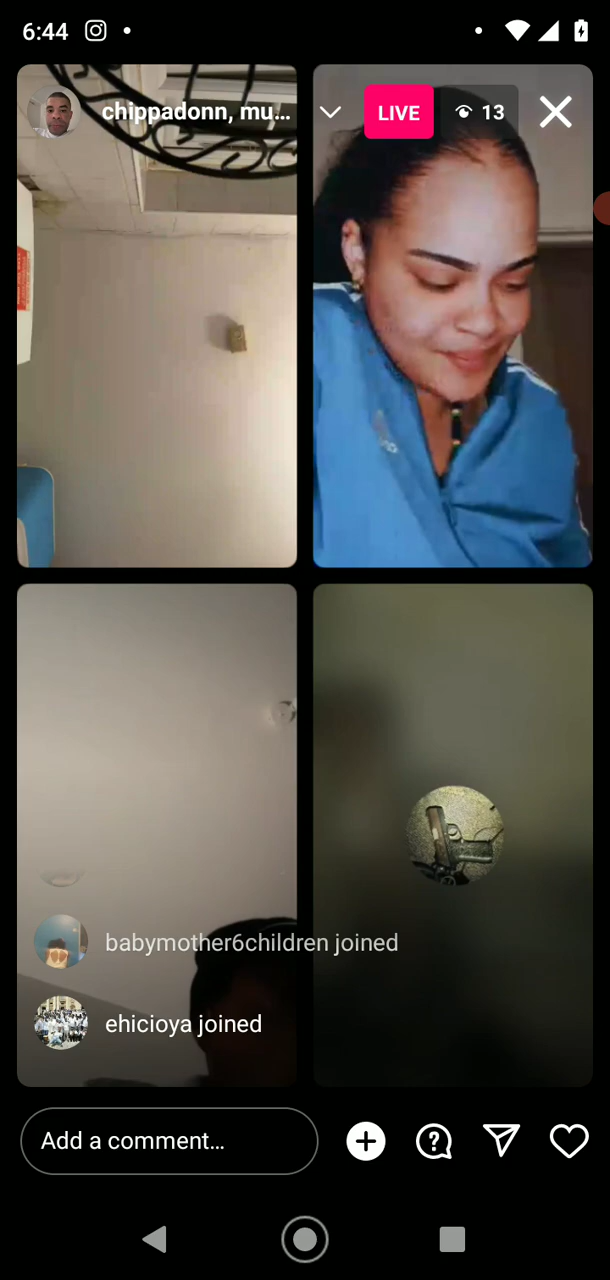 6:44
chippadonn, mu...
LIVE
13
babymother6children joined
ehicioya joined
Add a comment...